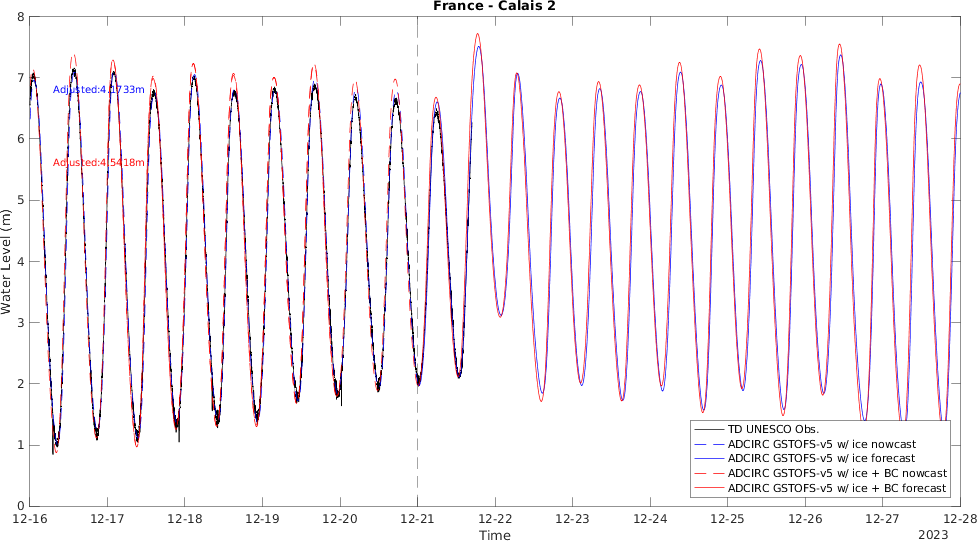 France - Calais 2
8
7
6
5
4
3
2
1
0
Water Level (m)
Adjusted:4.1733m
Adjusted:4.5418m
TD UNESCO Obs.
ADCIRC GSTOFS-v5 w/ ice nowcast
ADCIRC GSTOFS-v5 w/ ice forecast
ADCIRC GSTOFS-v5 w/ ice + BC nowcast
ADCIRC GSTOFS-v5 w/ ice + BC forecast
12-16 12-17 12-18 12-19 12-20 12-21 12-22 12-23 12-24 12-25 12-26 12-27 12-28
Time
2023